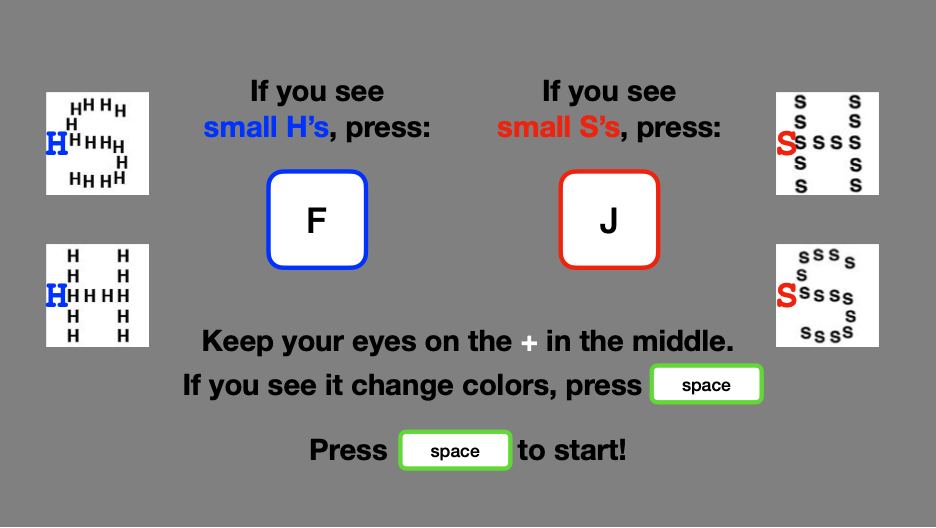 If you see
small H's, press:
F
If you see
small S's, press:
J
H
H H H H
H
H H H H
H
H H H H
H
H H
H H
H H H H
H H
H H
S
S S
S S
S S S S
S S
S S
S
S S S S
S
S S S S
S
S S S S
Keep your eyes on the + in the middle.
If you see it change colors, press space
Press space to start!